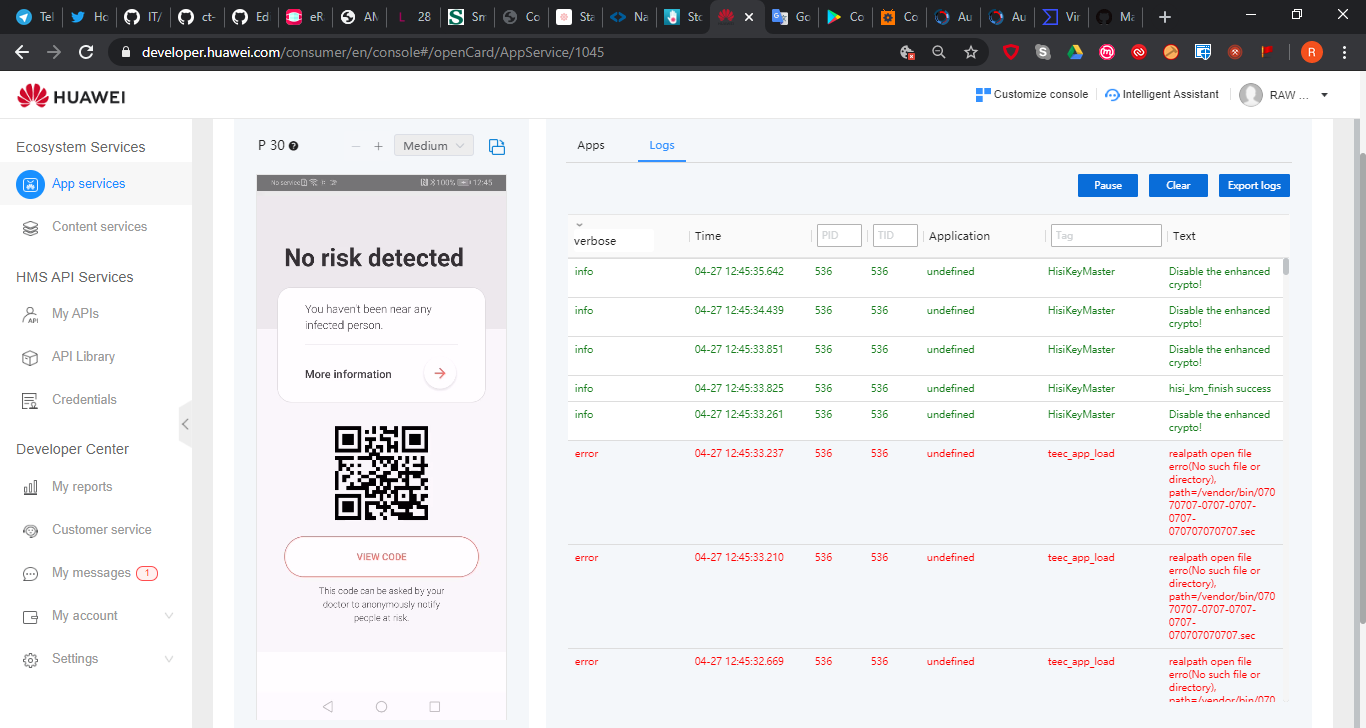 Tel
Ho
IT/
ct-
Ed
eR
AN
28
Sm
Co
Sta
Na
Sto
Go
Co
Co
Au
Au
Vir
Ma
developer.huawei.com/consumer/en/console#/openCard/AppService/1045
R
HUAWEI
Customize console
Intelligent Assistant
RAW ...
Ecosystem Services
App services
Content services
HMS API Services
My APIs
API Library
Credentials
Developer Center
My reports
Customer service
My messages 1
My account
Settings
P 30
Medium
No service
100% 12:45
No risk detected
You haven't been near any
infected person.
More information
VIEW CODE
This code can be asked by your
doctor to anonymously notify
people at risk.
Apps Logs
Pause Clear Export logs
verbose Time PID TID Application Tag Text
info 04-27 12:45:35.642 536 536 undefined HisiKeyMaster Disable the enhanced
crypto!
info 04-27 12:45:34.439 536 536 undefined HisiKeyMaster Disable the enhanced
crypto!
info 04-27 12:45:33.851 536 536 undefined HisiKeyMaster Disable the enhanced
crypto!
info 04-27 12:45:33.825 536 536 undefined HisiKeyMaster hisi_km_finish success
info 04-27 12:45:33.261 536 536 undefined HisiKeyMaster Disable the enhanced
crypto!
error 04-27 12:45:33.237 536 536 undefined teec_app_load realpath open file
erro(No such file or
directory),
path=/vendor/bin/07
070707-0707-0707-
0707-
070707070707.sec
error 04-27 12:45:33.210 536 536 undefined teec_app_load realpath open file
erro(No such file or
directory),
path=/vendor/bin/07
070707-0707-0707-
0707-
070707070707.sec
error 04-27 12:45:32.669 536 536 undefined teec_app_load realpath open file
erro(No such file or
directory),
path=/vendor/bin/070